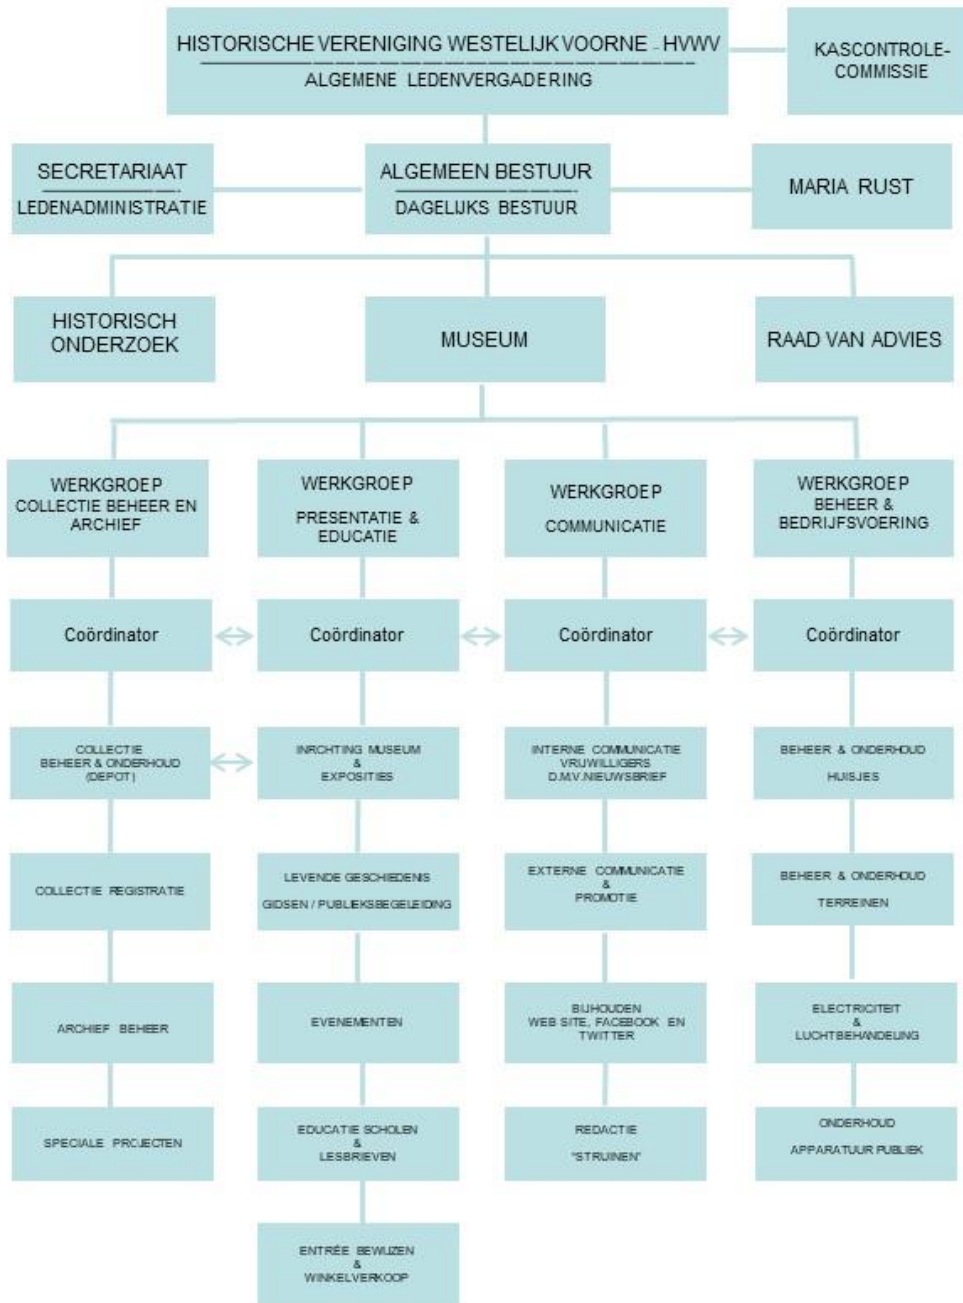 HISTORISCHE VERENIGING WESTELIJK VOORNE - HVWV
ALGEMENE LEDENVERGADERING
KASCONTROLE-
COMMISSIE
SECRETARIAAT
LEDENADMINISTRATIE
ALGEMEEN BESTUUR
DAGELIJKS BESTUUR
MARIA RUST
HISTORISCH
ONDERZOEK
MUSEUM
RAAD VAN ADVIES
WERKGROEP
COLLECTIE BEHEER EN
ARCHIEF
WERKGROEP
PRESENTATIE &
EDUCATIE
WERKGROEP
COMMUNICATIE
WERKGROEP
BEHEER &
BEDRIJFSVOERING
Coördinator
Coördinator
Coördinator
Coördinator
COLLECTIE
BEHEER & ONDERHOUD
(DEPOT)
INRCHTING MUSEUM
&
EXPOSITIES
INTERNE COMMUNICATIE
VRIJWILLIGERS
D.M.V.NIEUWSBRIEF
BEHEER & ONDERHOUD
HUISJES
COLLECTIE REGISTRATIE
LEVENDE GESCHIEDENIS
GIDSEN / PUBLIEKSBEGELEIDING
EXTERNE COMMUNICATIE
&
PROMOTIE
BEHEER & ONDERHOUD
TERREINEN
ARCHIEF BEHEER
EVENEMENTEN
BIJHOUDEN
WEB SITE, FACEBOOK EN
TWITTER
ELECTRICITEIT
&
LUCHTBEHANDELING
SPECIALE PROJECTEN
EDUCATIE SCHOLEN
&
LESBRIEVEN
REDACTIE
"STRUINEN"
ONDERHOUD
APPARATUUR PUBLIEK
ENTRÉE BEWIJZEN
&
WINKELVERKOOP